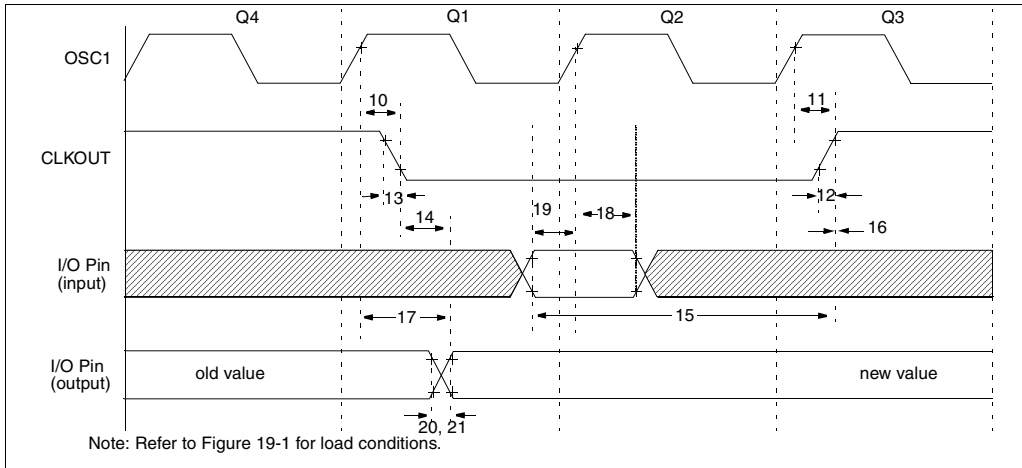 Q4 Q1 Q2 Q3
OSC1
10 11
CLKOUT
13 19 18 12
14 16
I/O Pin
(input)
17 15
I/O Pin
(output)
old value new value
20, 21
Note: Refer to Figure 19-1 for load conditions.